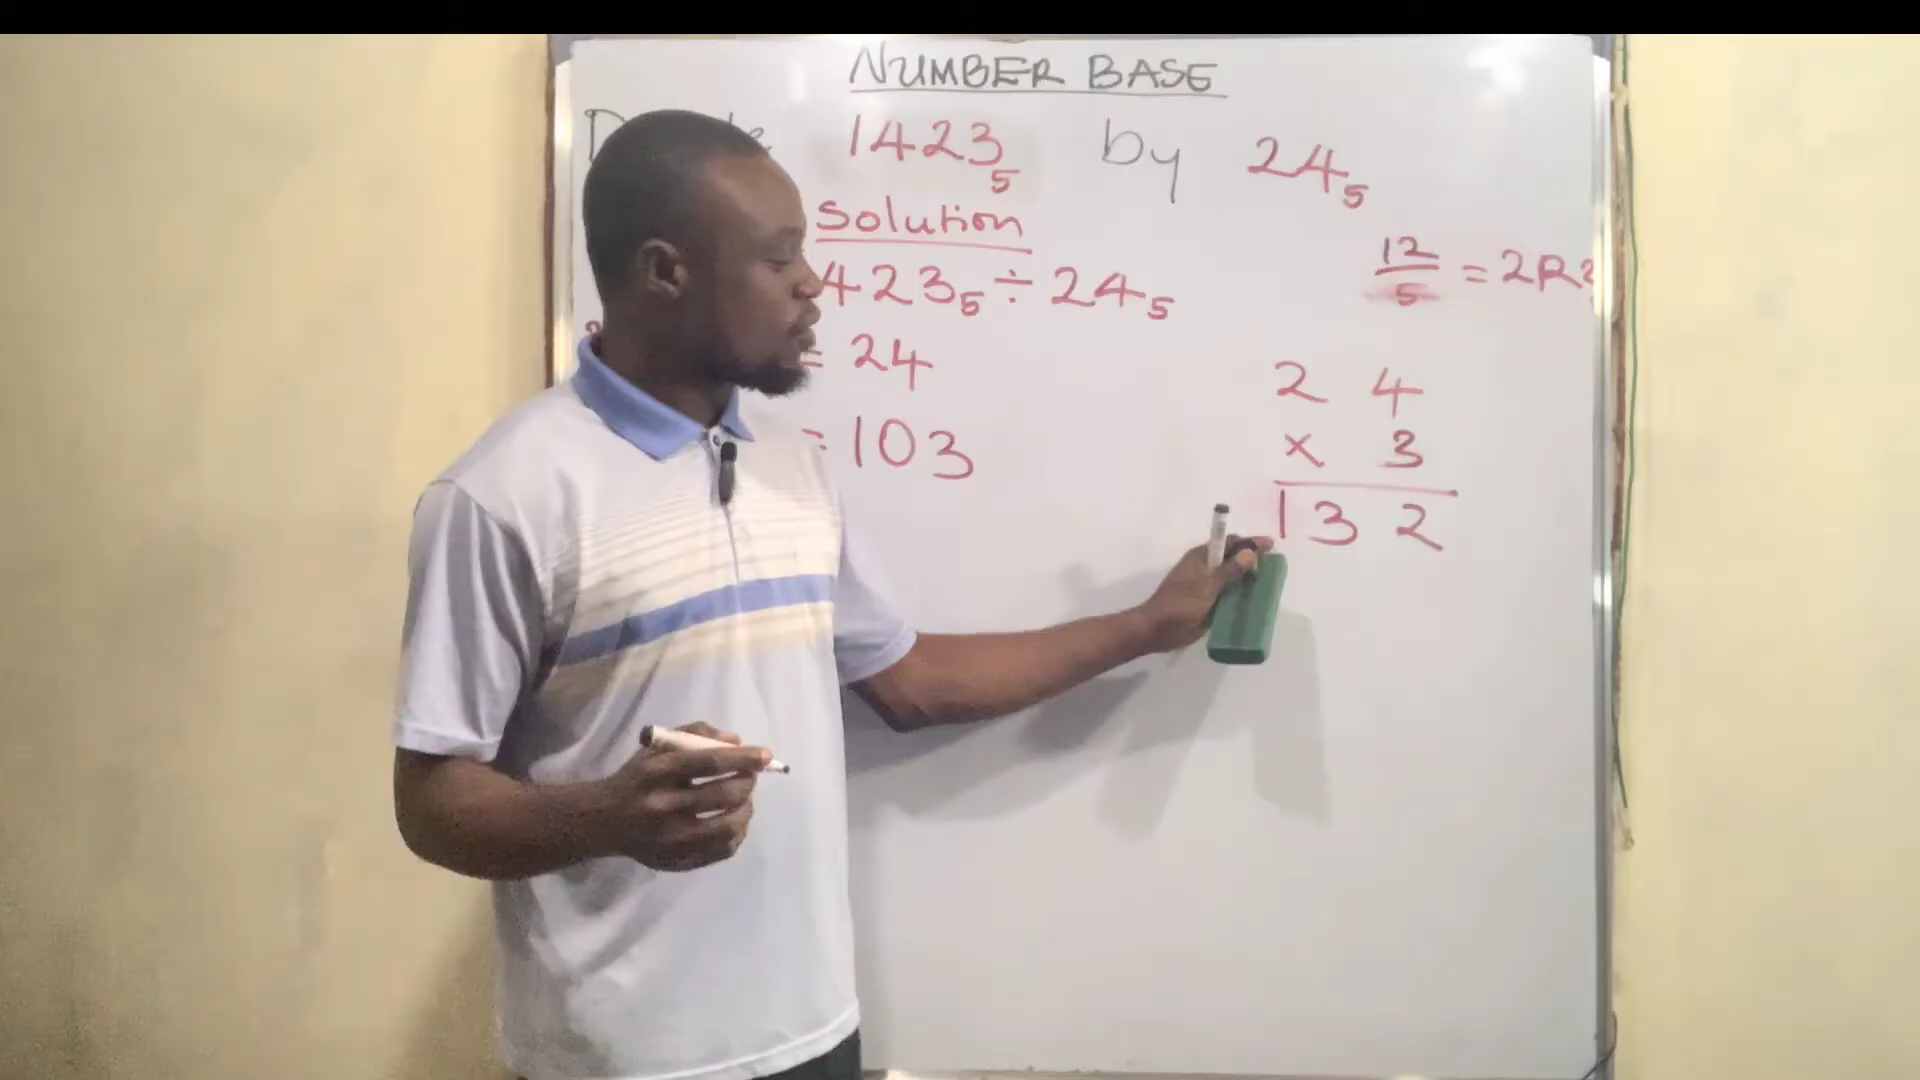 NUMBER BASE
1423₅ by 24₅
Solution
423₅ ÷ 24₅
12/5 = 2R2
= 24
= 103
2 4
× 3
1 3 2